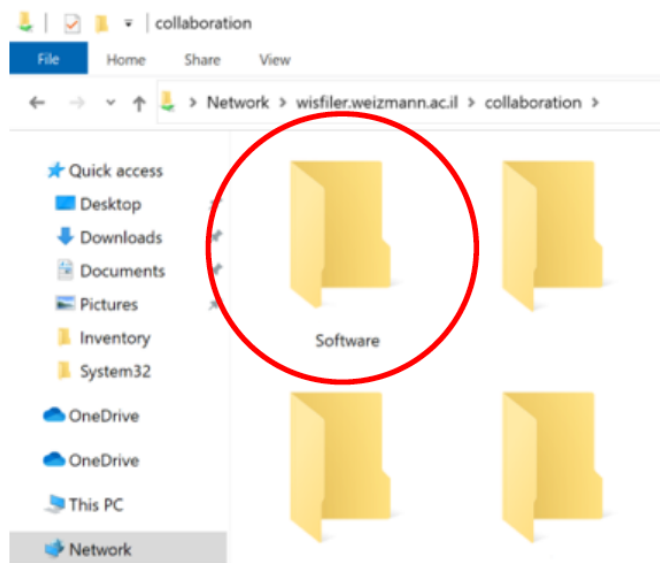 collaboration
File Home Share View
Network > wisfiler.weizmann.ac.il > collaboration >
Quick access
Desktop
Downloads
Documents
Pictures
Inventory
System32
OneDrive
OneDrive
This PC
Network
Software